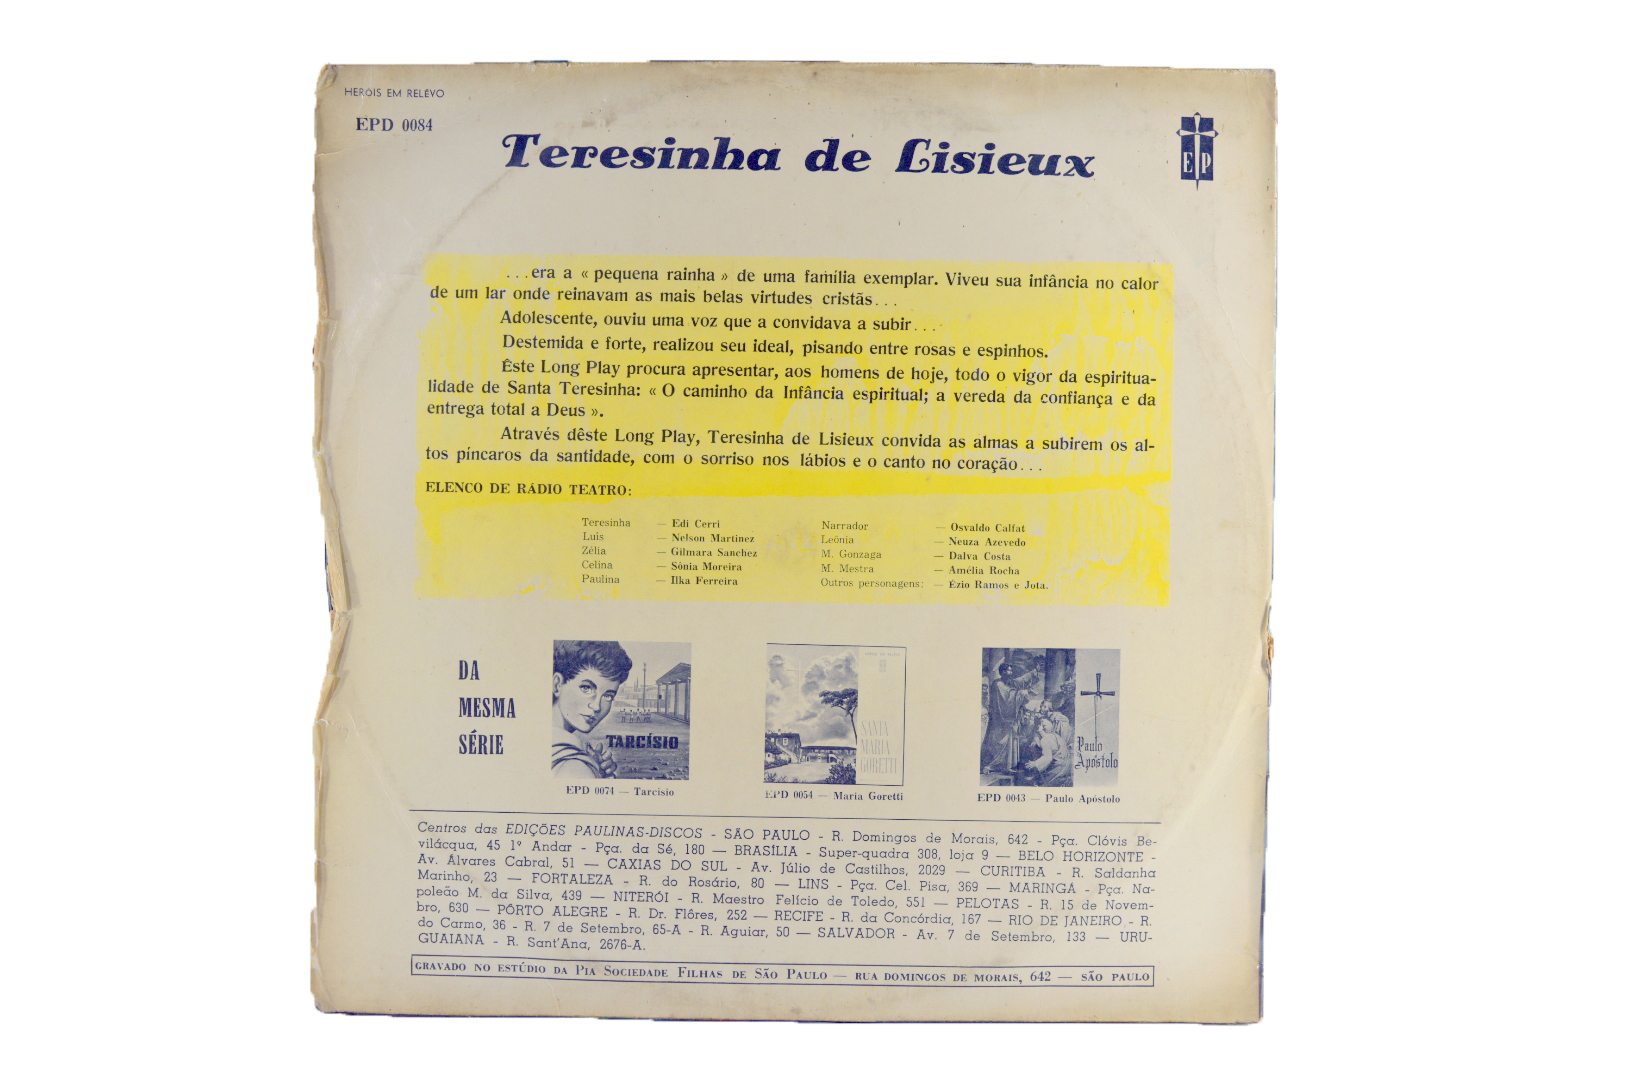 HERÓIS EM RELÊVO
EPD 0084
Teresinha de Lisieux
E P
...era a « pequena rainha » de uma família exemplar. Viveu sua infância no calor
de um lar onde reinavam as mais belas virtudes cristãs...
Adolescente, ouviu uma voz que a convidava a subir...
Destemida e forte, realizou seu ideal, pisando entre rosas e espinhos.
Êste Long Play procura apresentar, aos homens de hoje, todo o vigor da espiritua-
lidade de Santa Teresinha: « O caminho da Infância espiritual; a vereda da confiança e da
entrega total a Deus ».
Através dêste Long Play, Teresinha de Lisieux convida as almas a subirem os al-
tos píncaros da santidade, com o sorriso nos lábios e o canto no coração...
ELENCO DE RÁDIO TEATRO:
Teresinha — Edi Cerri
Luís — Nelson Martinez
Zélia — Gilmara Sanchez
Celina — Sônia Moreira
Paulina — Ilka Ferreira
Narrador — Osvaldo Calfat
Leônia — Neuza Azevedo
M. Gonzaga — Dalva Costa
M. Mestra — Amélia Rocha
Outros personagens: — Ézio Ramos e Jota.
DA
MESMA
SÉRIE
TARCÍSIO
EPD 0074 — Tarcísio
SANTA
MARIA
GORETTI
EPD 0054 — Maria Goretti
Paulo
Apóstolo
EPD 0043 — Paulo Apóstolo
Centros das EDIÇÕES PAULINAS-DISCOS - SÃO PAULO - R. Domingos de Morais, 642 - Pça. Clóvis Be-
vilácqua, 45 1º Andar - Pça. da Sé, 180 — BRASÍLIA - Super-quadra 308, loja 9 — BELO HORIZONTE -
Av. Álvares Cabral, 51 — CAXIAS DO SUL - Av. Júlio de Castilhos, 2029 — CURITIBA - R. Saldanha
Marinho, 23 — FORTALEZA - R. do Rosário, 80 — LINS - Pça. Cel. Pisa, 369 — MARINGÁ - Pça. Na-
poleão M. da Silva, 439 — NITERÓI - R. Maestro Felício de Toledo, 551 — PELOTAS - R. 15 de Novem-
bro, 630 — PÔRTO ALEGRE - R. Dr. Flôres, 252 — RECIFE - R. da Concórdia, 167 — RIO DE JANEIRO - R.
do Carmo, 36 - R. 7 de Setembro, 65-A - R. Aguiar, 50 — SALVADOR - Av. 7 de Setembro, 133 — URU-
GUAIANA - R. Sant'Ana, 2676-A.
GRAVADO NO ESTÚDIO DA PIA SOCIEDADE FILHAS DE SÃO PAULO — RUA DOMINGOS DE MORAIS, 642 — SÃO PAULO